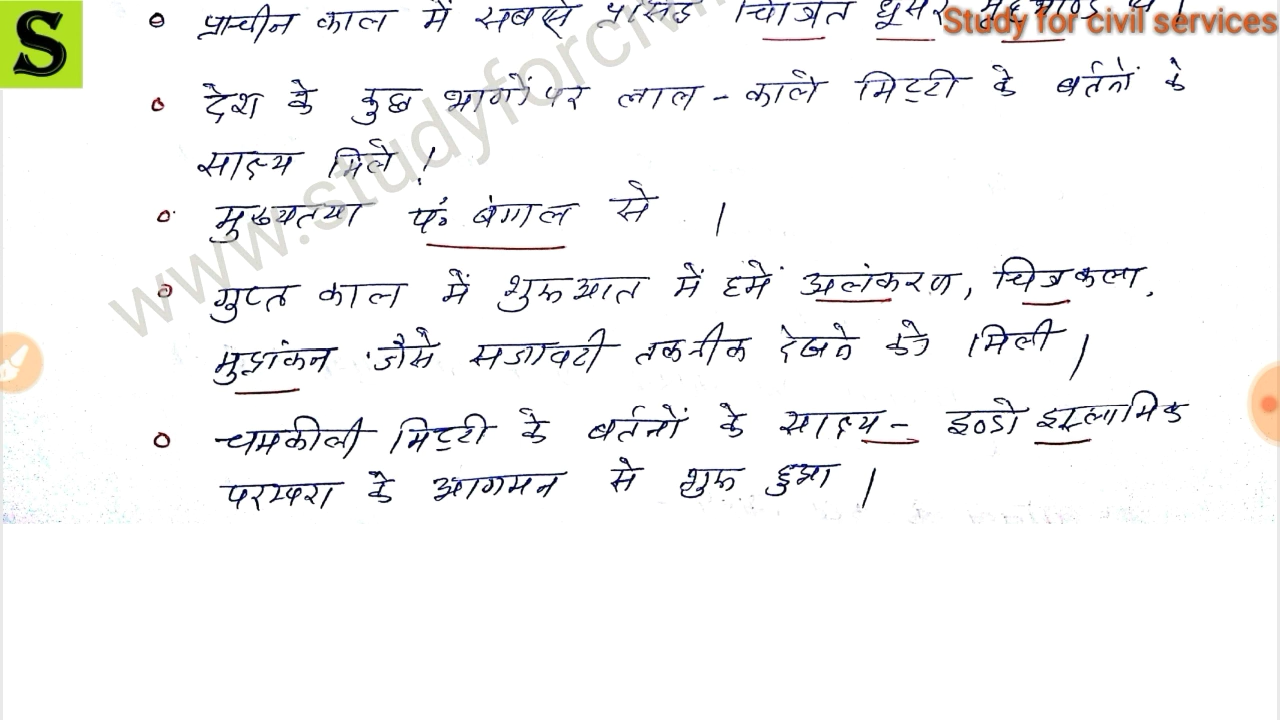 S
Study for civil services
• प्राचीन काल में सबसे प्रसिद्ध चित्रित धूसर
• देश के कुछ भागों पर लाल - काले मिट्टी के बर्तनों के
साक्ष्य मिले !
• मुख्यतया प॰ बंगाल से |
• गुप्त काल में शुरुआत में हमें अलंकरण, चित्रकला,
मुद्रांकन जैसे सजावटी तकनीक देखने को मिली |
• चमकीली मिट्टी के बर्तनों के साक्ष्य - इण्डो इस्लामिक
परम्परा के आगमन से शुरु हुआ |